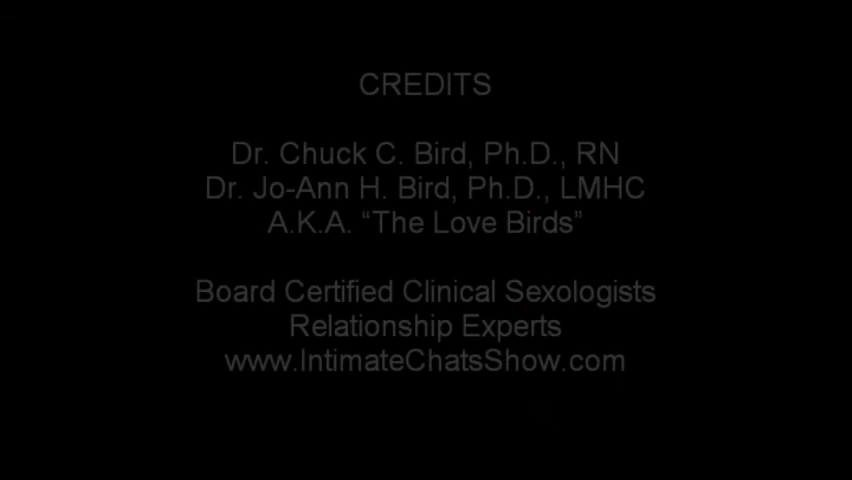 CREDITS
Dr. Chuck C. Bird, Ph.D., RN
Dr. Jo-Ann H. Bird, Ph.D., LMHC
A.K.A. “The Love Birds”
Board Certified Clinical Sexologists
Relationship Experts
www.IntimateChatsShow.com